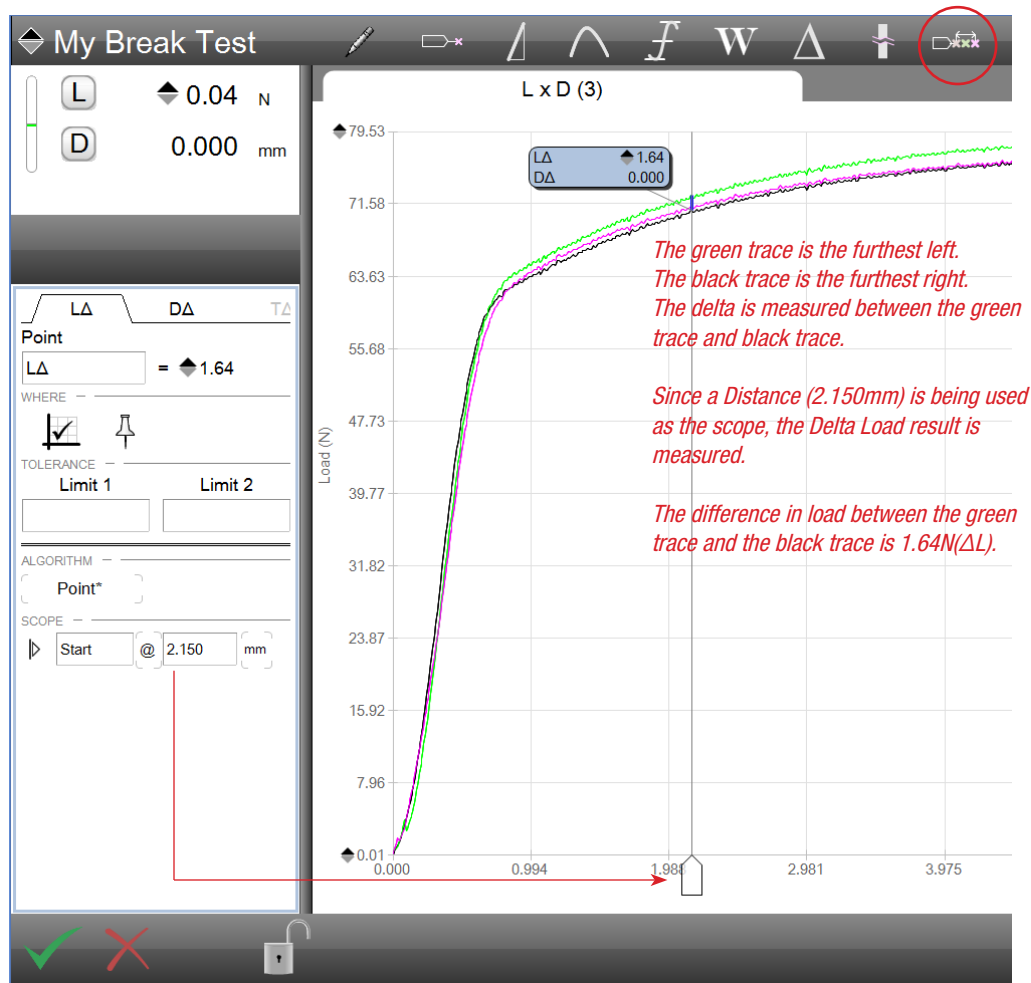 My Break Test
W
L 0.04 N
D 0.000 mm
L x D (3)
LΔ DΔ TΔ
Point
LΔ = 1.64
WHERE
TOLERANCE
Limit 1 Limit 2
ALGORITHM
Point*
SCOPE
Start @ 2.150 mm
79.53
71.58
63.63
55.68
47.73
39.77
31.82
23.87
15.92
7.96
0.01
Load (N)
0.000 0.994 1.988 2.981 3.975
LΔ 1.64
DΔ 0.000
The green trace is the furthest left.
The black trace is the furthest right.
The delta is measured between the green
trace and black trace.
Since a Distance (2.150mm) is being used
as the scope, the Delta Load result is
measured.
The difference in load between the green
trace and the black trace is 1.64N(ΔL).